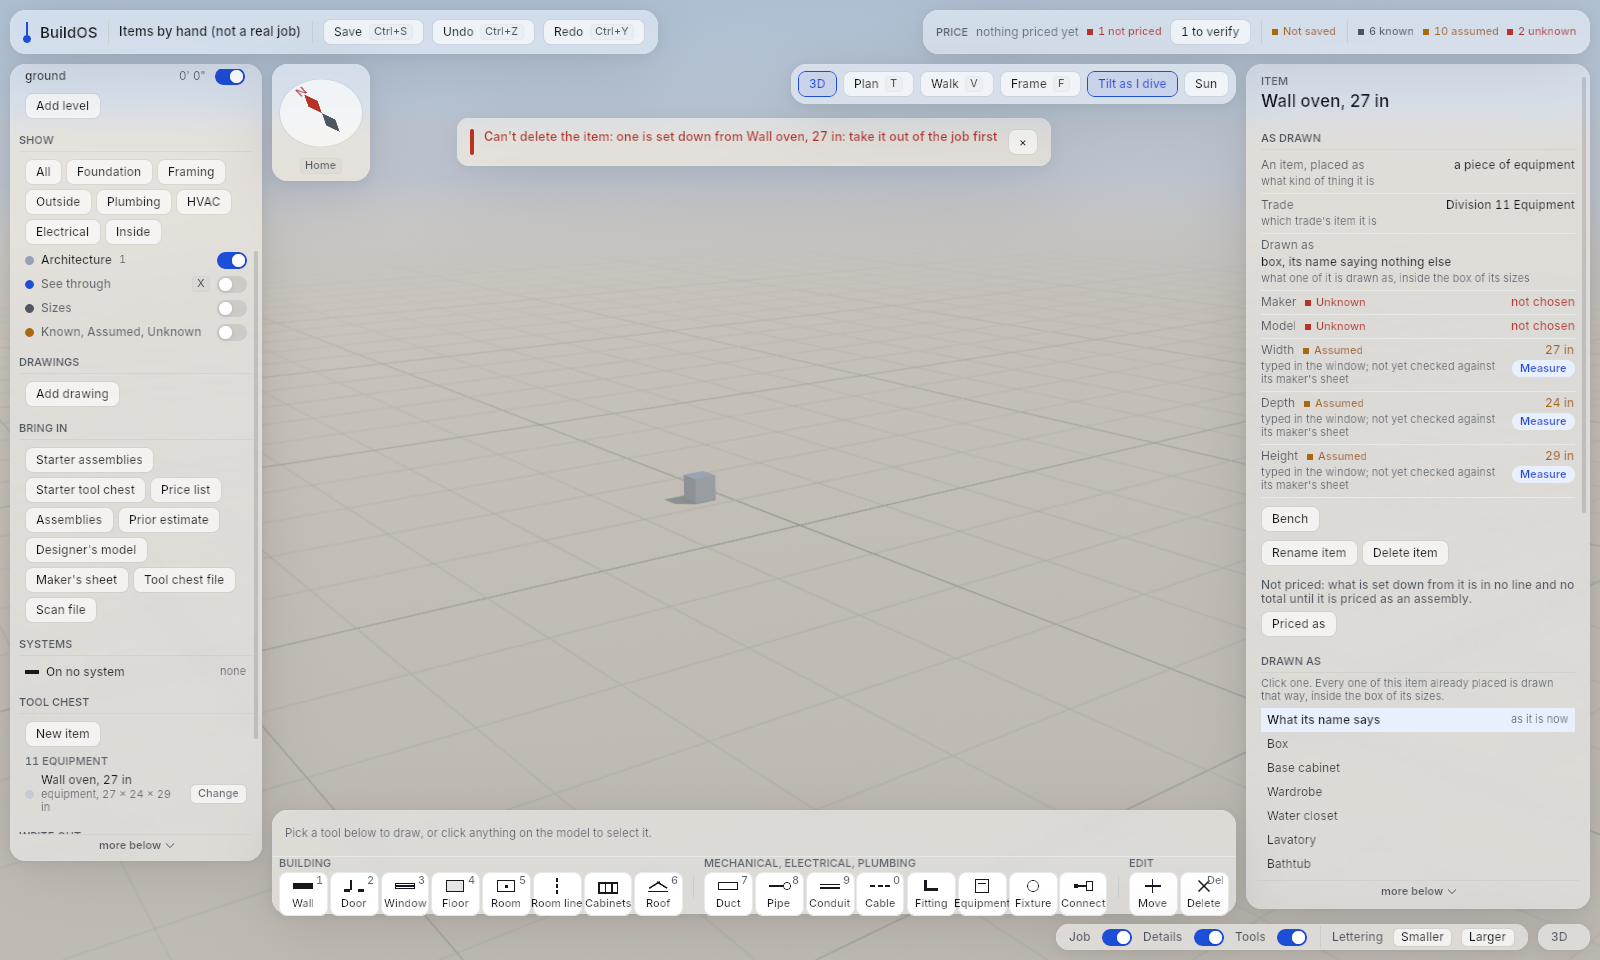 BuildOS
Items by hand (not a real job)
Save Ctrl+S
Undo Ctrl+Z
Redo Ctrl+Y
PRICE nothing priced yet
1 not priced
1 to verify
Not saved
6 known
10 assumed
2 unknown
ground 0' 0"
Add level
SHOW
All Foundation Framing
Outside Plumbing HVAC
Electrical Inside
Architecture 1
See through X
Sizes
Known, Assumed, Unknown
DRAWINGS
Add drawing
BRING IN
Starter assemblies
Starter tool chest Price list
Assemblies Prior estimate
Designer's model
Maker's sheet Tool chest file
Scan file
SYSTEMS
On no system none
TOOL CHEST
New item
11 EQUIPMENT
Wall oven, 27 in
equipment, 27 × 24 × 29
in
Change
WRITE OUT
more below
N
Home
3D
Plan T
Walk V
Frame F
Tilt as I dive
Sun
Can't delete the item: one is set down from Wall oven, 27 in: take it out of the job first
×
Pick a tool below to draw, or click anything on the model to select it.
BUILDING
1 Wall
2 Door
3 Window
4 Floor
5 Room
Room line
Cabinets
6 Roof
MECHANICAL, ELECTRICAL, PLUMBING
7 Duct
8 Pipe
9 Conduit
0 Cable
Fitting
Equipment
Fixture
Connect
EDIT
Move
Del Delete
ITEM
Wall oven, 27 in
AS DRAWN
An item, placed as a piece of equipment
what kind of thing it is
Trade Division 11 Equipment
which trade's item it is
Drawn as
box, its name saying nothing else
what one of it is drawn as, inside the box of its sizes
Maker Unknown not chosen
Model Unknown not chosen
Width Assumed 27 in
typed in the window; not yet checked against
its maker's sheet
Measure
Depth Assumed 24 in
typed in the window; not yet checked against
its maker's sheet
Measure
Height Assumed 29 in
typed in the window; not yet checked against
its maker's sheet
Measure
Bench
Rename item Delete item
Not priced: what is set down from it is in no line and no
total until it is priced as an assembly.
Priced as
DRAWN AS
Click one. Every one of this item already placed is drawn
that way, inside the box of its sizes.
What its name says as it is now
Box
Base cabinet
Wardrobe
Water closet
Lavatory
Bathtub
more below
Job Details Tools
Lettering Smaller Larger
3D